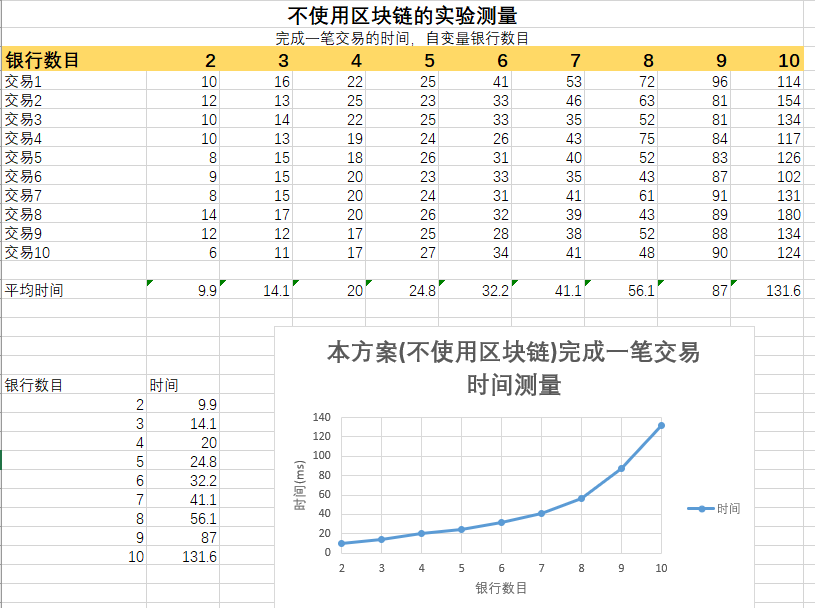 不使用区块链的实验测量
完成一笔交易的时间，自变量银行数目
银行数目 2 3 4 5 6 7 8 9 10
交易1 10 16 22 25 41 53 72 96 114
交易2 12 13 25 23 33 46 63 81 154
交易3 10 14 22 25 33 35 52 81 134
交易4 10 13 19 24 26 43 75 84 117
交易5 8 15 18 26 31 40 52 83 126
交易6 9 15 20 23 33 35 43 87 102
交易7 8 15 20 24 31 41 61 91 131
交易8 14 17 20 26 32 39 43 89 180
交易9 12 12 17 25 28 38 52 88 134
交易10 6 11 17 27 34 41 48 90 124
平均时间 9.9 14.1 20 24.8 32.2 41.1 56.1 87 131.6
银行数目 时间
2 9.9
3 14.1
4 20
5 24.8
6 32.2
7 41.1
8 56.1
9 87
10 131.6
本方案(不使用区块链)完成一笔交易
时间测量
140
120
100
80
60
40
20
0
时间(ms)
2 3 4 5 6 7 8 9 10
银行数目
时间